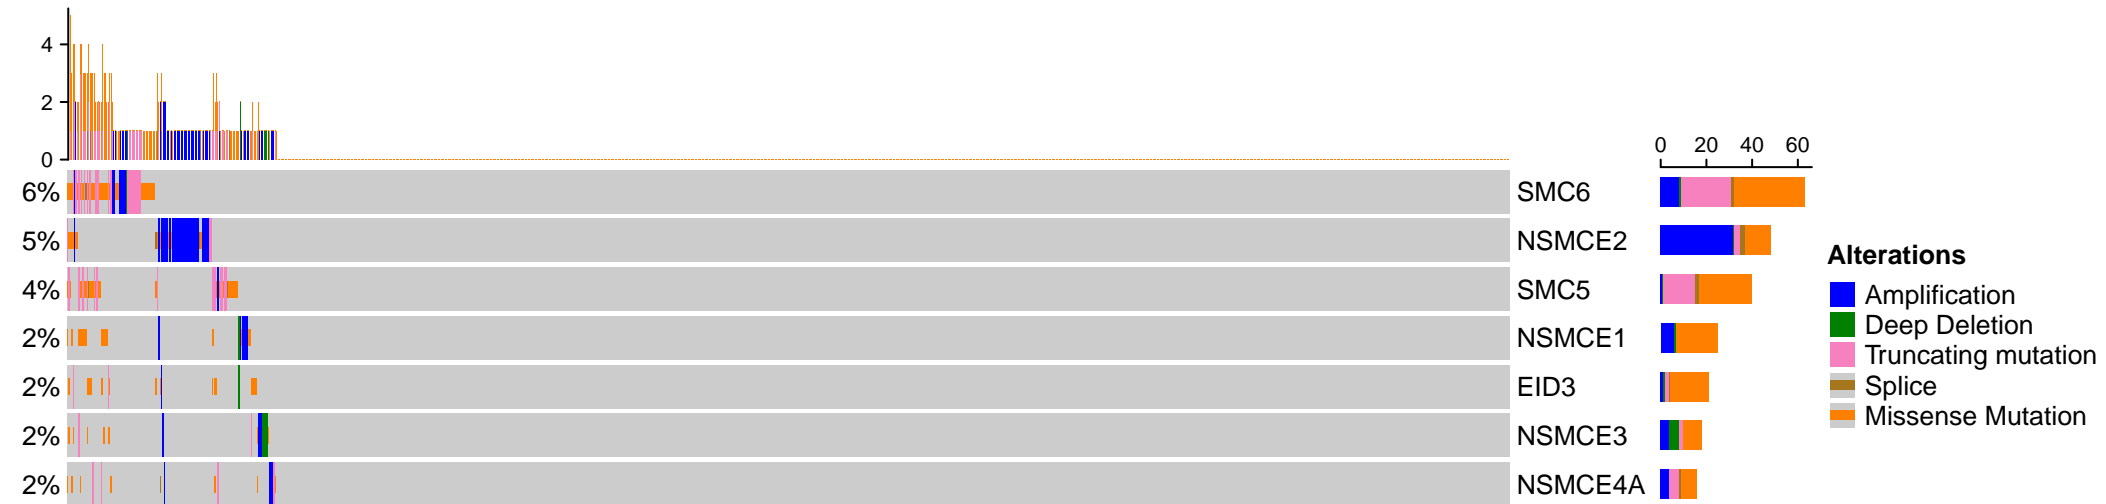 4
2
0
0 20 40 60
6% SMC6
5% NSMCE2
4% SMC5
2% NSMCE1
2% EID3
2% NSMCE3
2% NSMCE4A
Alterations
Amplification
Deep Deletion
Truncating mutation
Splice
Missense Mutation